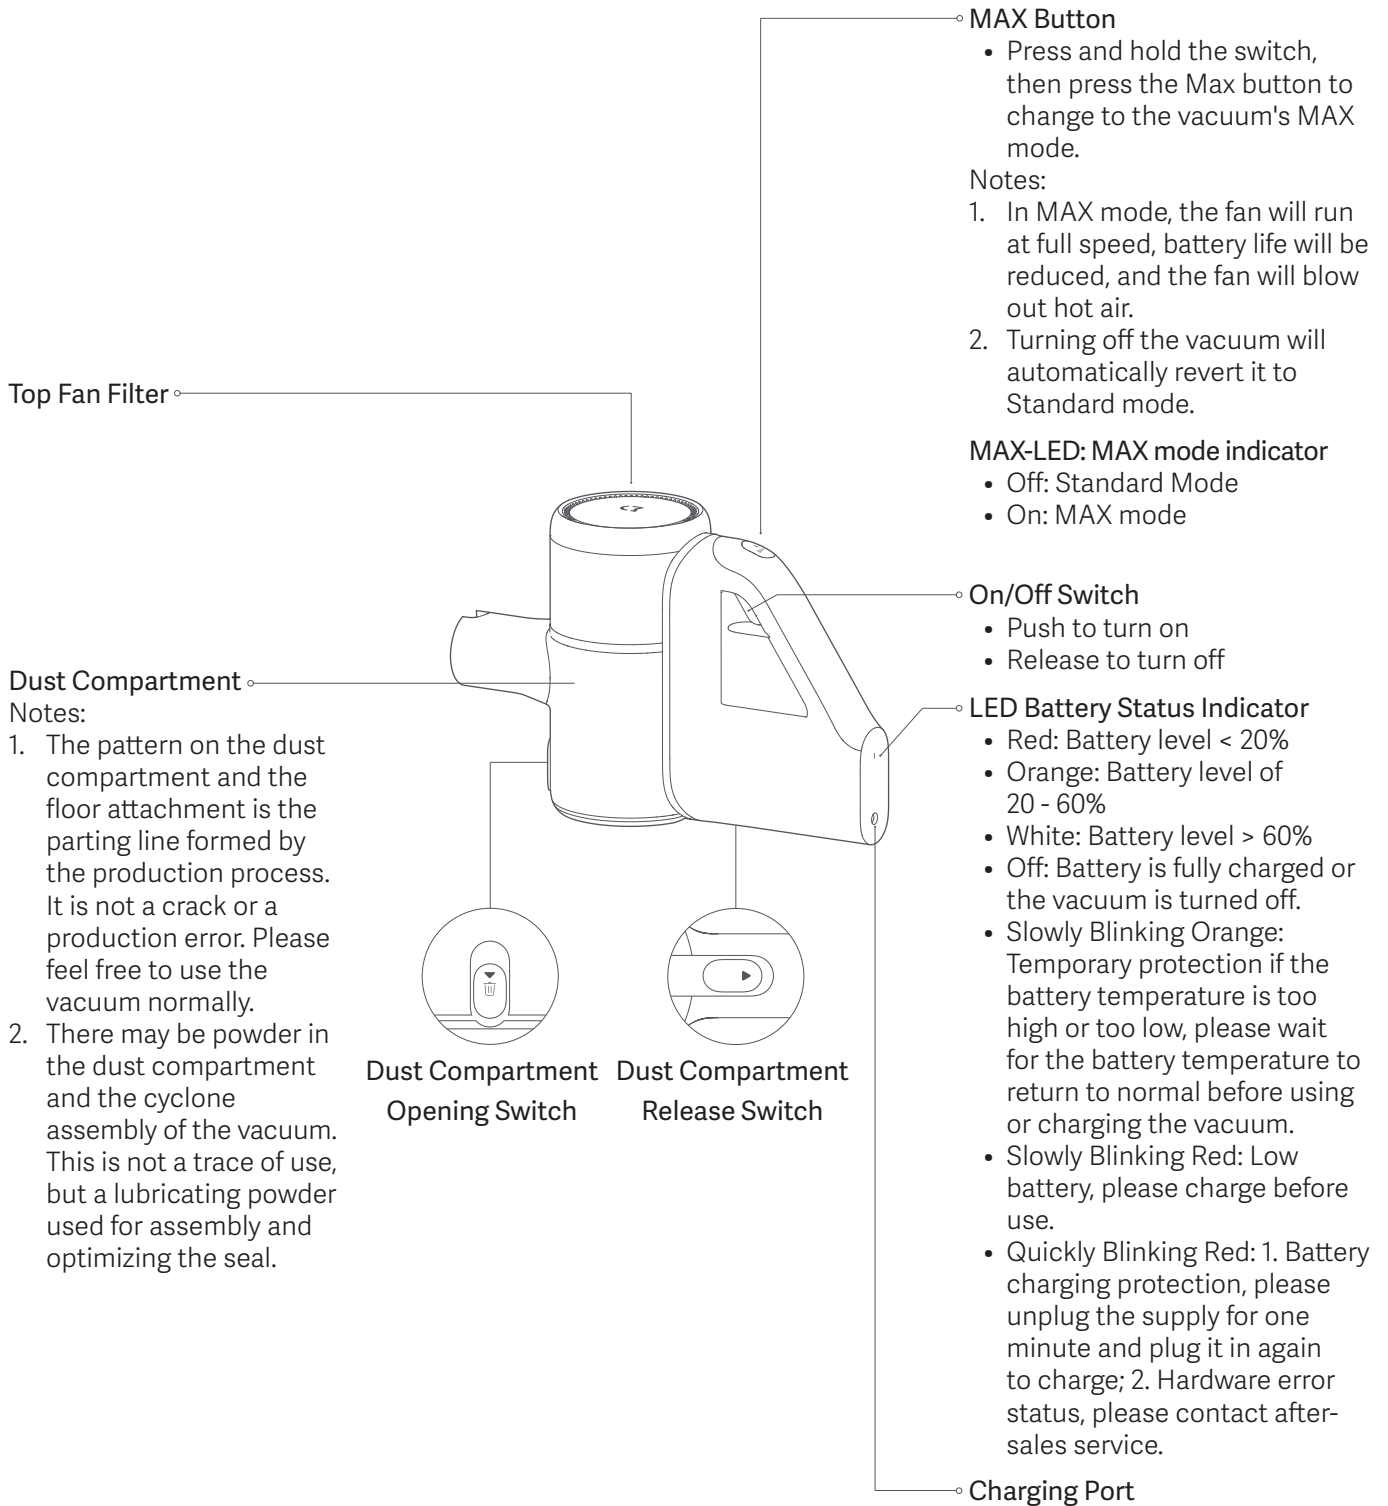 MAX Button
• Press and hold the switch,
then press the Max button to
change to the vacuum's MAX
mode.
Notes:
1. In MAX mode, the fan will run
at full speed, battery life will be
reduced, and the fan will blow
out hot air.
2. Turning off the vacuum will
automatically revert it to
Standard mode.
MAX-LED: MAX mode indicator
• Off: Standard Mode
• On: MAX mode
On/Off Switch
• Push to turn on
• Release to turn off
LED Battery Status Indicator
• Red: Battery level < 20%
• Orange: Battery level of
20 - 60%
• White: Battery level > 60%
• Off: Battery is fully charged or
the vacuum is turned off.
• Slowly Blinking Orange:
Temporary protection if the
battery temperature is too
high or too low, please wait
for the battery temperature to
return to normal before using
or charging the vacuum.
• Slowly Blinking Red: Low
battery, please charge before
use.
• Quickly Blinking Red: 1. Battery
charging protection, please
unplug the supply for one
minute and plug it in again
to charge; 2. Hardware error
status, please contact after-
sales service.
Charging Port
Top Fan Filter
Dust Compartment
Notes:
1. The pattern on the dust
compartment and the
floor attachment is the
parting line formed by
the production process.
It is not a crack or a
production error. Please
feel free to use the
vacuum normally.
2. There may be powder in
the dust compartment
and the cyclone
assembly of the vacuum.
This is not a trace of use,
but a lubricating powder
used for assembly and
optimizing the seal.
Dust Compartment
Opening Switch
Dust Compartment
Release Switch